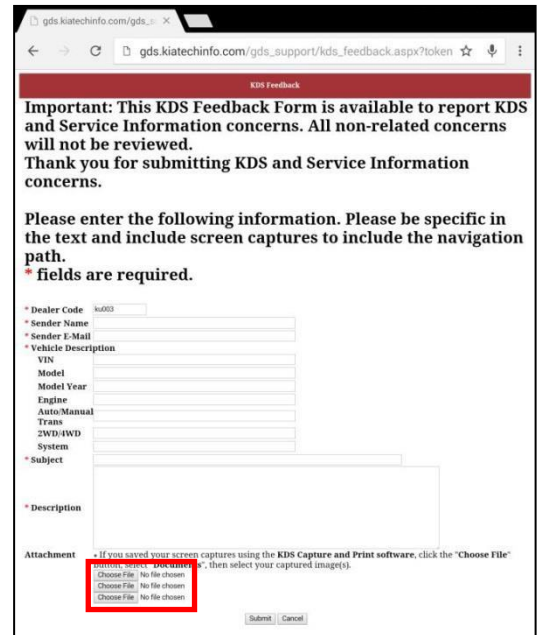 gds.kiatechinfo.com/gds_s
gds.kiatechinfo.com/gds_support/kds_feedback.aspx?token
KDS Feedback
Important: This KDS Feedback Form is available to report KDS
and Service Information concerns. All non-related concerns
will not be reviewed.
Thank you for submitting KDS and Service Information
concerns.
Please enter the following information. Please be specific in
the text and include screen captures to include the navigation
path.
* fields are required.
* Dealer Code ku003
* Sender Name
* Sender E-Mail
* Vehicle Description
VIN
Model
Model Year
Engine
Auto/Manual
Trans
2WD/4WD
System
* Subject
* Description
Attachment • If you saved your screen captures using the KDS Capture and Print software, click the "Choose File"
button, select "Documents", then select your captured image(s).
Choose File No file chosen
Choose File No file chosen
Choose File No file chosen
Submit Cancel